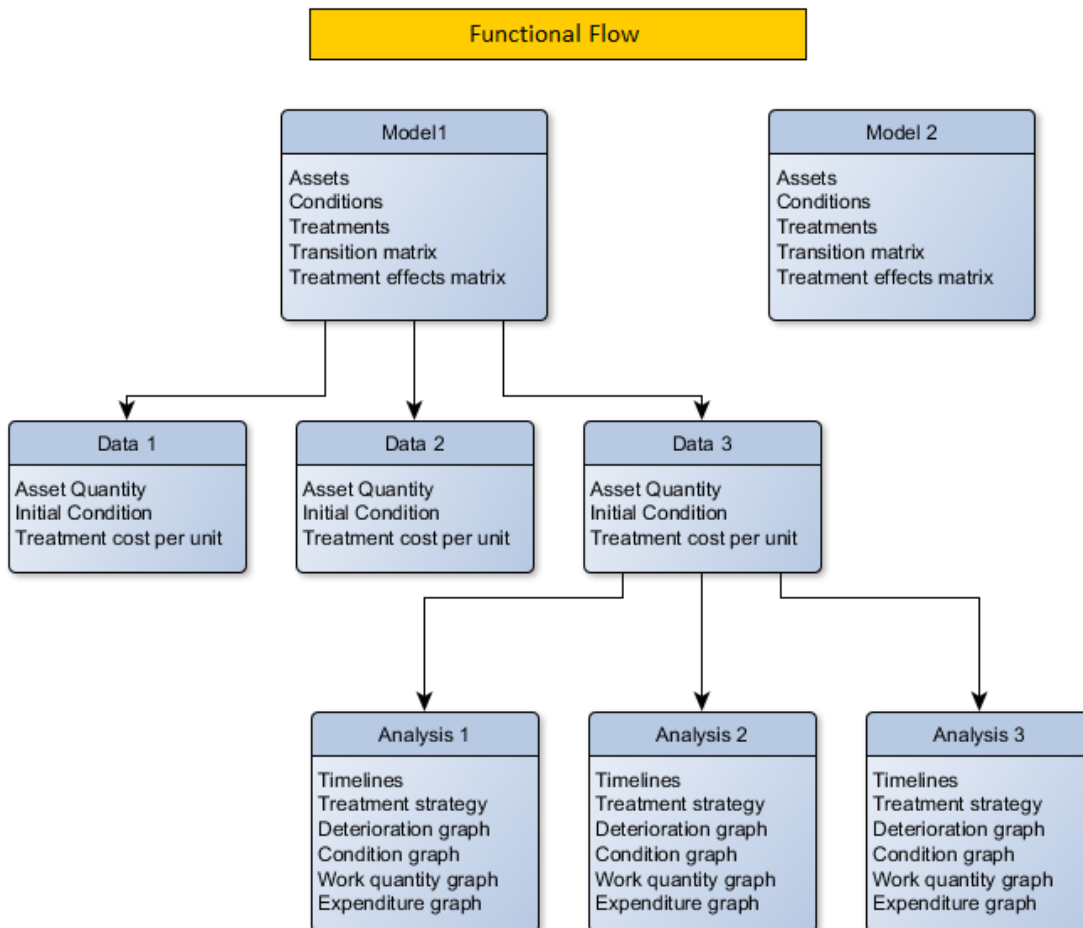 Functional Flow
Model1
Assets
Conditions
Treatments
Transition matrix
Treatment effects matrix
Model 2
Assets
Conditions
Treatments
Transition matrix
Treatment effects matrix
Data 1
Asset Quantity
Initial Condition
Treatment cost per unit
Data 2
Asset Quantity
Initial Condition
Treatment cost per unit
Data 3
Asset Quantity
Initial Condition
Treatment cost per unit
Analysis 1
Timelines
Treatment strategy
Deterioration graph
Condition graph
Work quantity graph
Expenditure graph
Analysis 2
Timelines
Treatment strategy
Deterioration graph
Condition graph
Work quantity graph
Expenditure graph
Analysis 3
Timelines
Treatment strategy
Deterioration graph
Condition graph
Work quantity graph
Expenditure graph